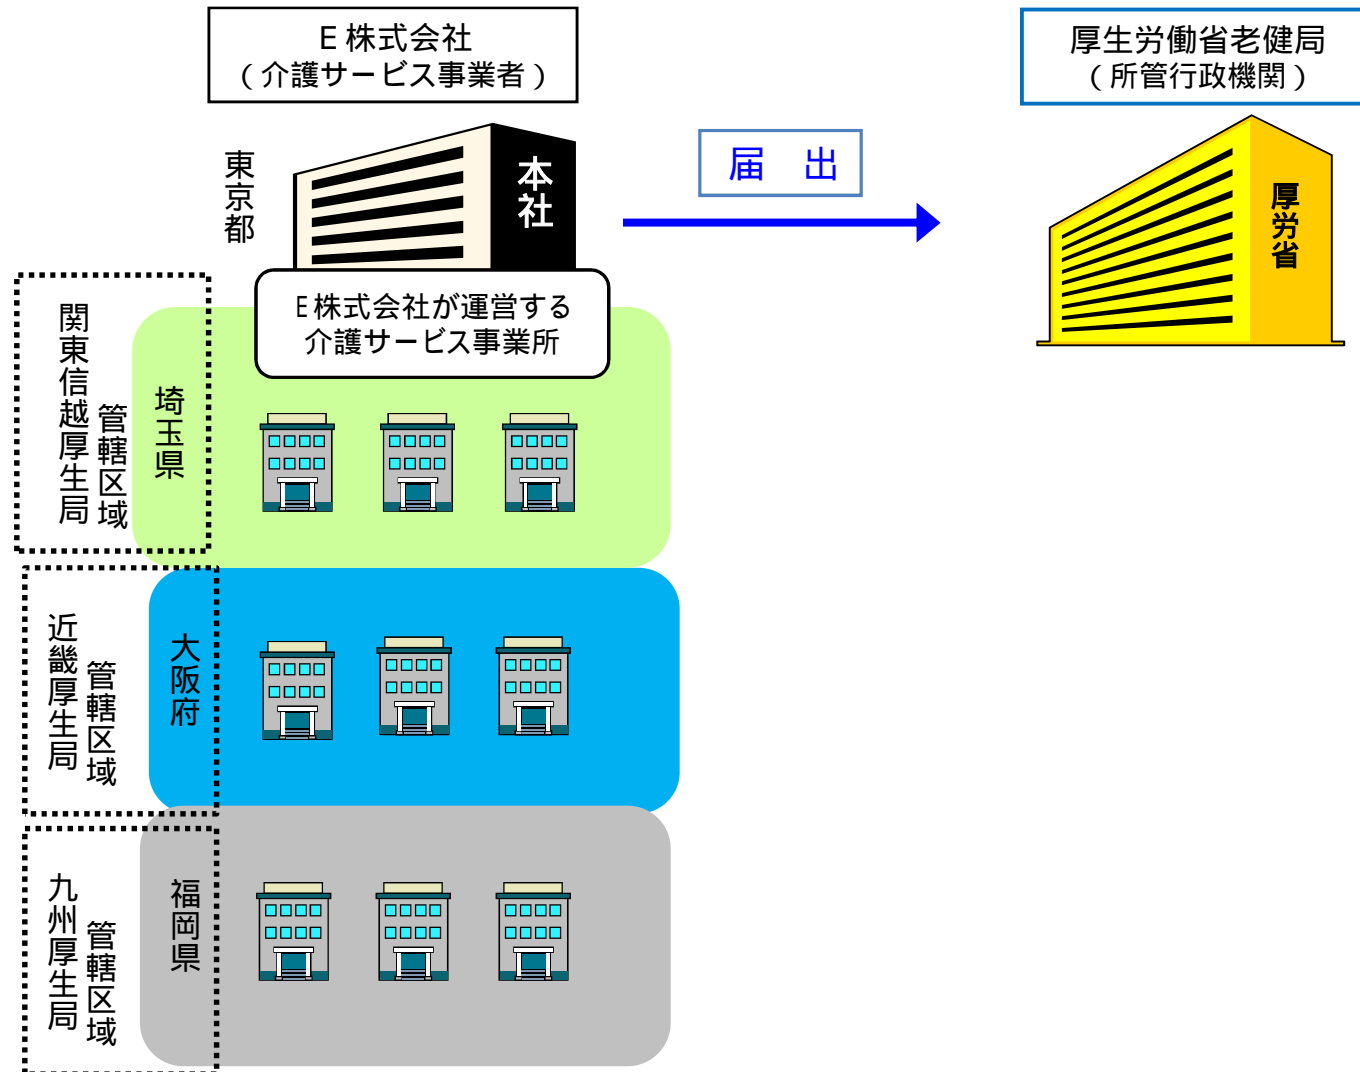 E株式会社
(介護サービス事業者)
厚生労働省老健局
(所管行政機関)
東京都
本社
届　出
厚労省
E株式会社が運営する
介護サービス事業所
関東信越厚生局
管轄区域
埼玉県
近畿厚生局
管轄区域
大阪府
九州厚生局
管轄区域
福岡県